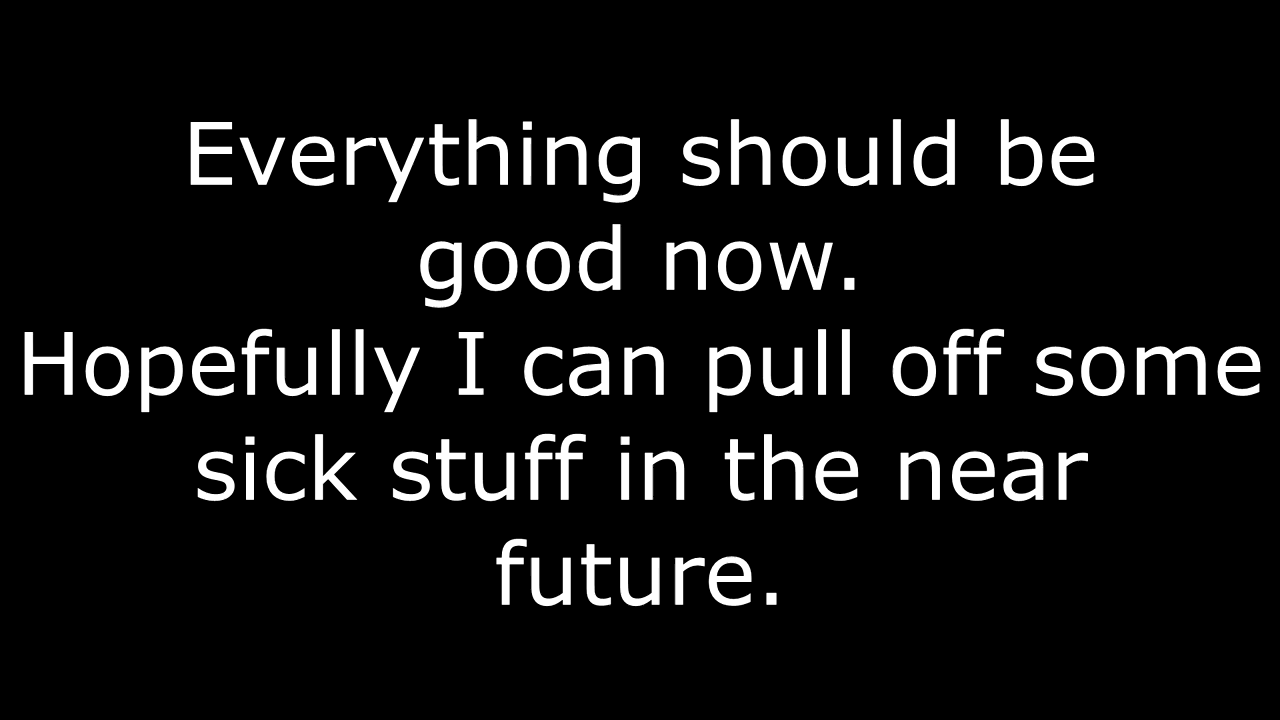 Everything should be
good now.
Hopefully I can pull off some
sick stuff in the near
future.